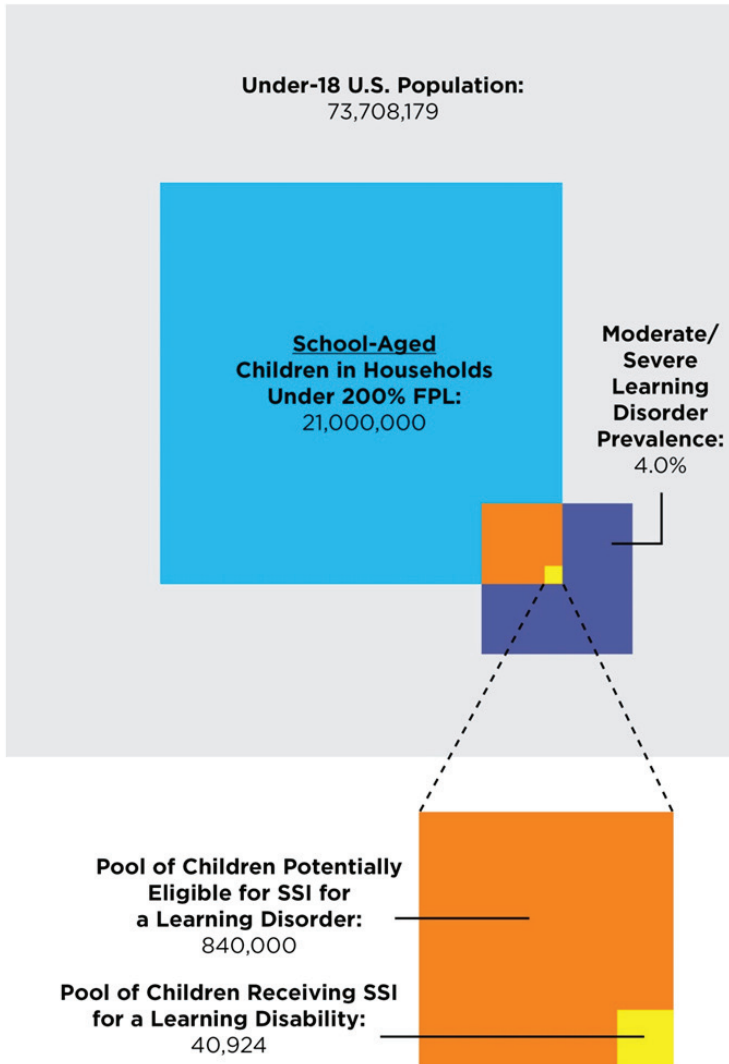 Under-18 U.S. Population:
73,708,179
School-Aged
Children in Households
Under 200% FPL:
21,000,000
Moderate/
Severe
Learning
Disorder
Prevalence:
4.0%
Pool of Children Potentially
Eligible for SSI for
a Learning Disorder:
840,000
Pool of Children Receiving SSI
for a Learning Disability:
40,924